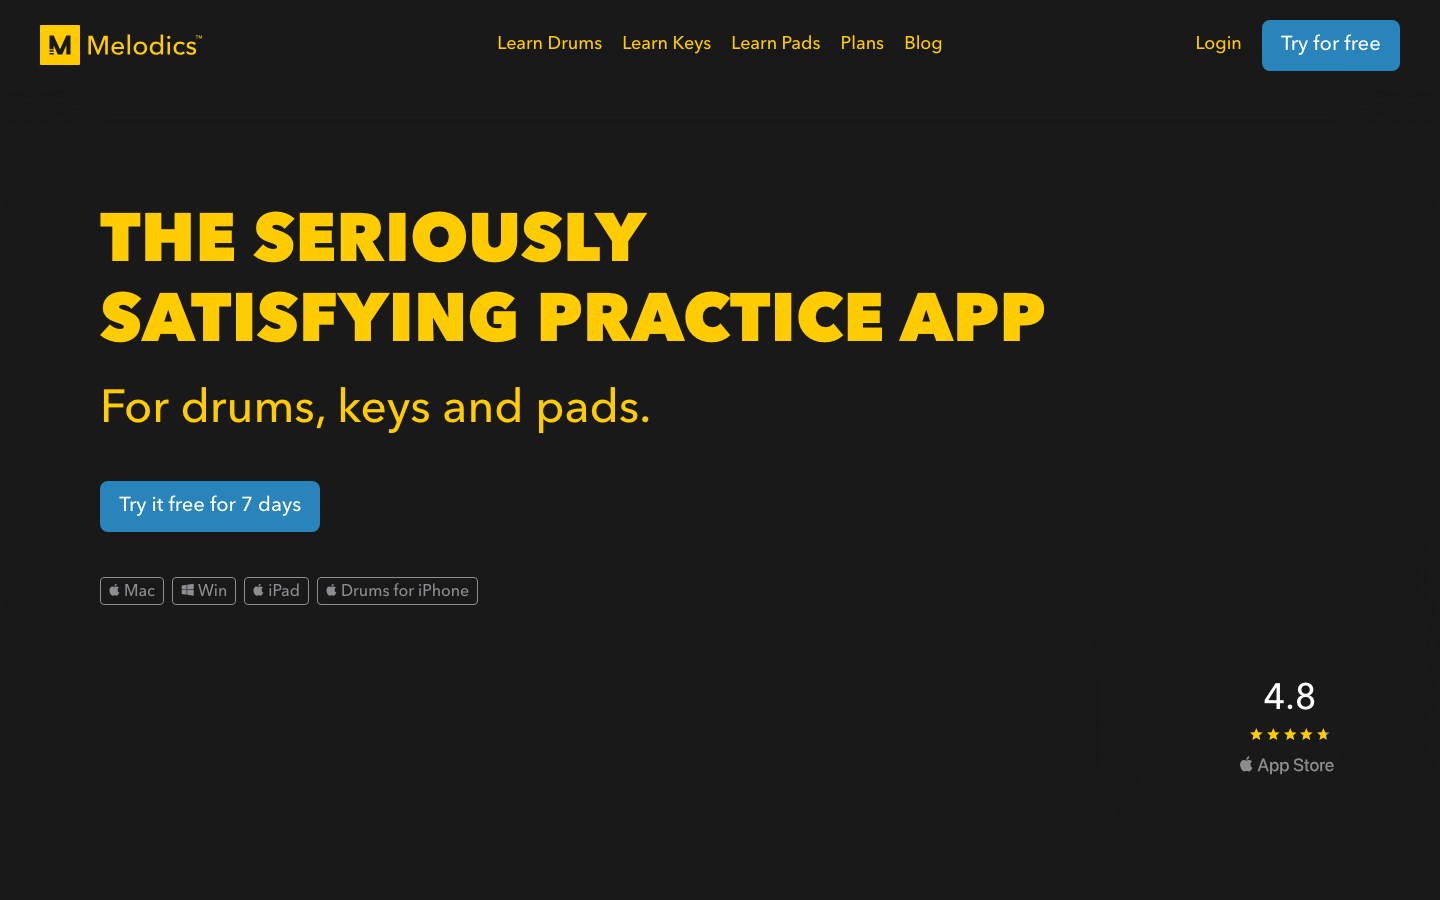 M Melodics™
Learn Drums Learn Keys Learn Pads Plans Blog
Login
Try for free
THE SERIOUSLY
SATISFYING PRACTICE APP
For drums, keys and pads.
Try it free for 7 days
Mac Win iPad Drums for iPhone
4.8
App Store